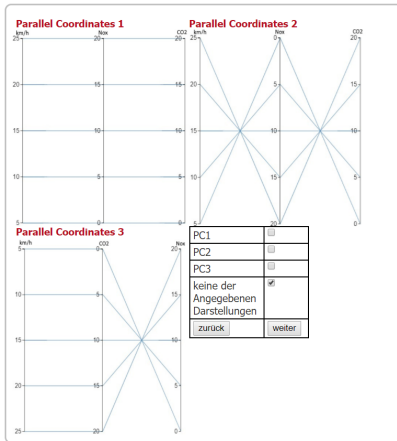 Parallel Coordinates 1
km/h Nox CO2
25 20 20
20 15 15
15 10 10
10 5 5
5 0 0
Parallel Coordinates 2
km/h Nox CO2
25 0 20
20 5 15
15 10 10
10 15 5
5 20 0
Parallel Coordinates 3
km/h CO2 Nox
5 0 20
10 5 15
15 10 10
20 15 5
25 20 0
PC1
PC2
PC3
keine der
Angegebenen
Darstellungen
zurück weiter